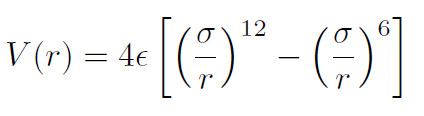 V(r) = 4ϵ [ (σ/r)^12 − (σ/r)^6 ]